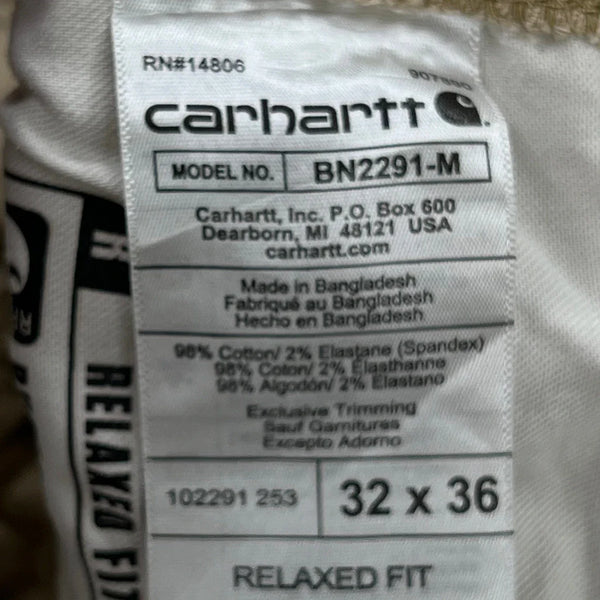 RN#14806
carhartt
MODEL NO. BN2291-M
Carhartt, Inc. P.O. Box 600
Dearborn, MI 48121 USA
carhartt.com
Made in Bangladesh
Fabriqué au Bangladesh
Hecho en Bangladesh
98% Cotton/ 2% Elastane (Spandex)
98% Coton/ 2% Elasthanne
98% Algodón/ 2% Elastano
Exclusive Trimming
Sauf Garnitures
Excepto Adorno
102291 253 32 x 36
RELAXED FIT
RELAXED FIT